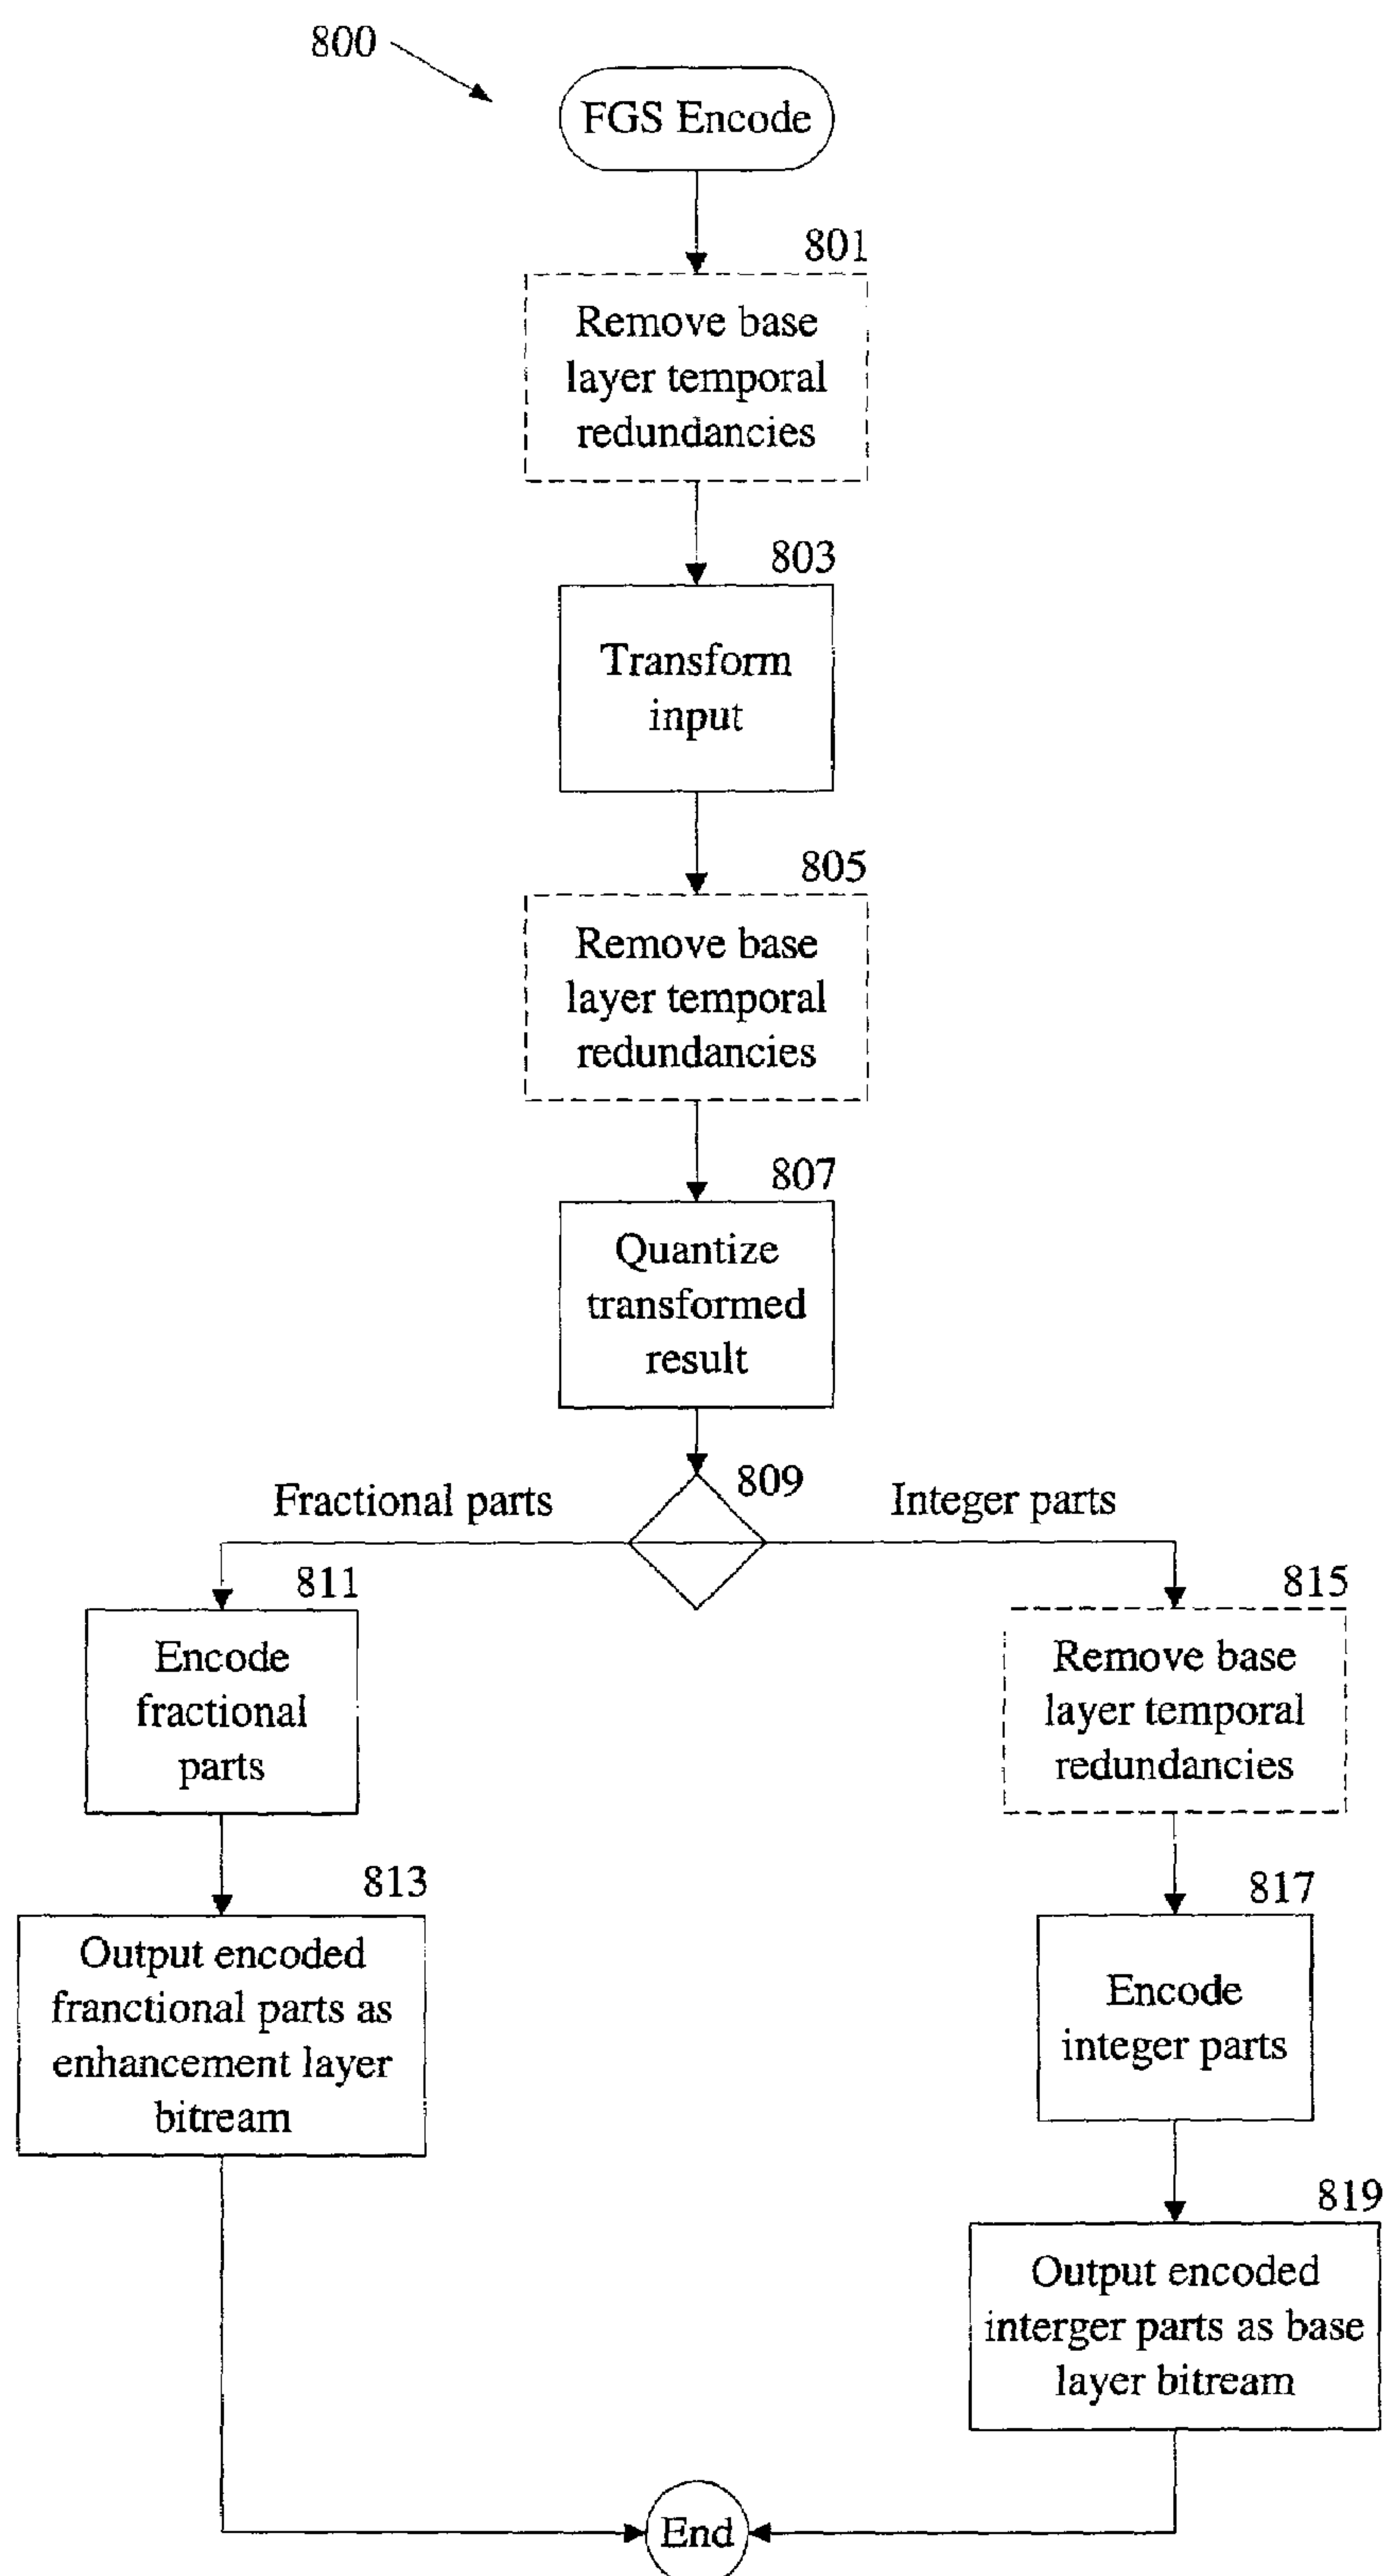 800
FGS Encode
801
Remove base
layer temporal
redundancies
803
Transform
input
805
Remove base
layer temporal
redundancies
807
Quantize
transformed
result
809
Fractional parts
Integer parts
811
Encode
fractional
parts
813
Output encoded
franctional parts as
enhancement layer
bitream
815
Remove base
layer temporal
redundancies
817
Encode
integer parts
819
Output encoded
interger parts as base
layer bitream
End